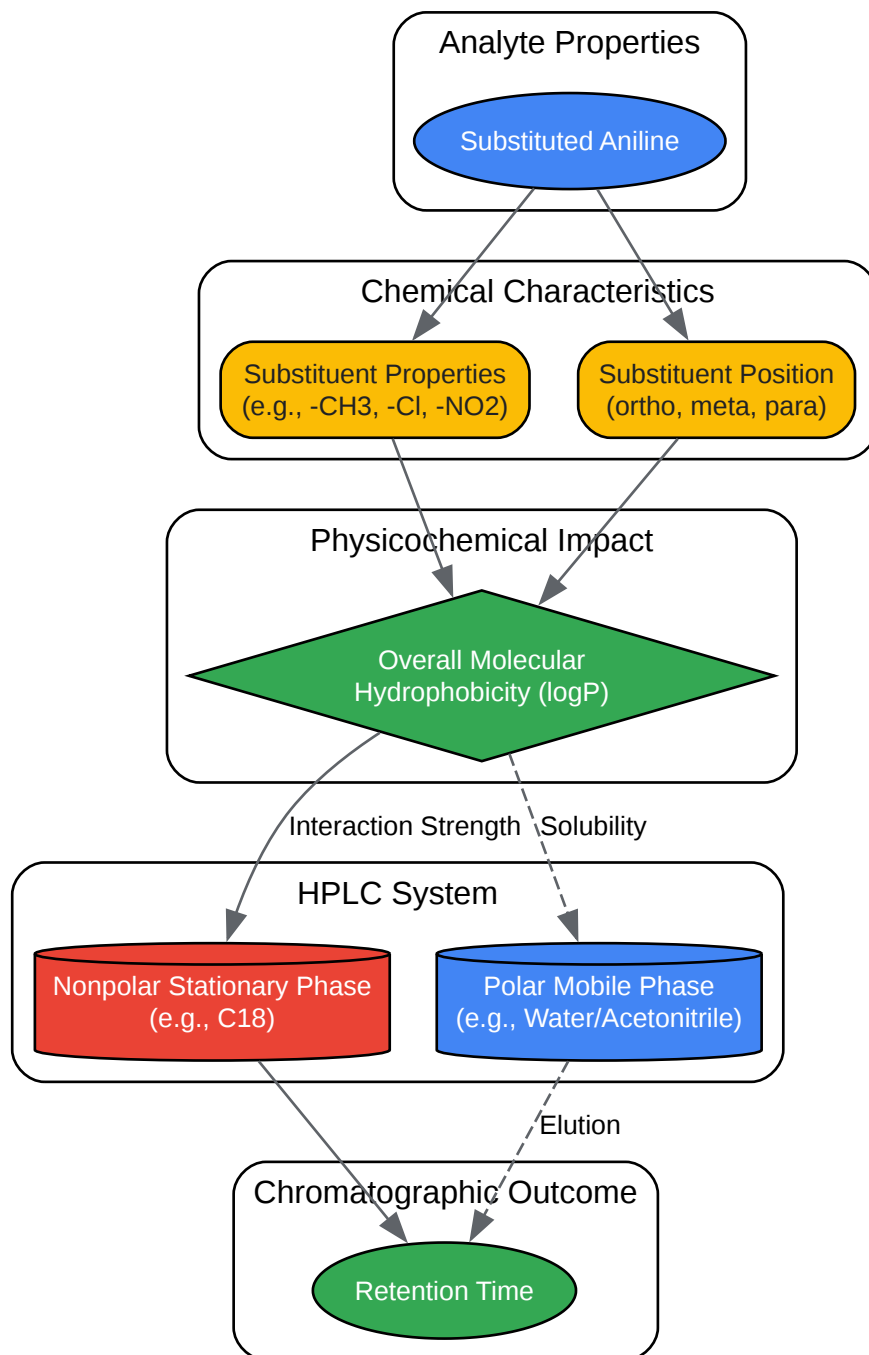 Analyte Properties
Substituted Aniline
Chemical Characteristics
Substituent Properties
(e.g., -CH3, -Cl, -NO2)
Substituent Position
(ortho, meta, para)
Physicochemical Impact
Overall Molecular
Hydrophobicity (logP)
Interaction Strength
Solubility
HPLC System
Nonpolar Stationary Phase
(e.g., C18)
Polar Mobile Phase
(e.g., Water/Acetonitrile)
Elution
Chromatographic Outcome
Retention Time